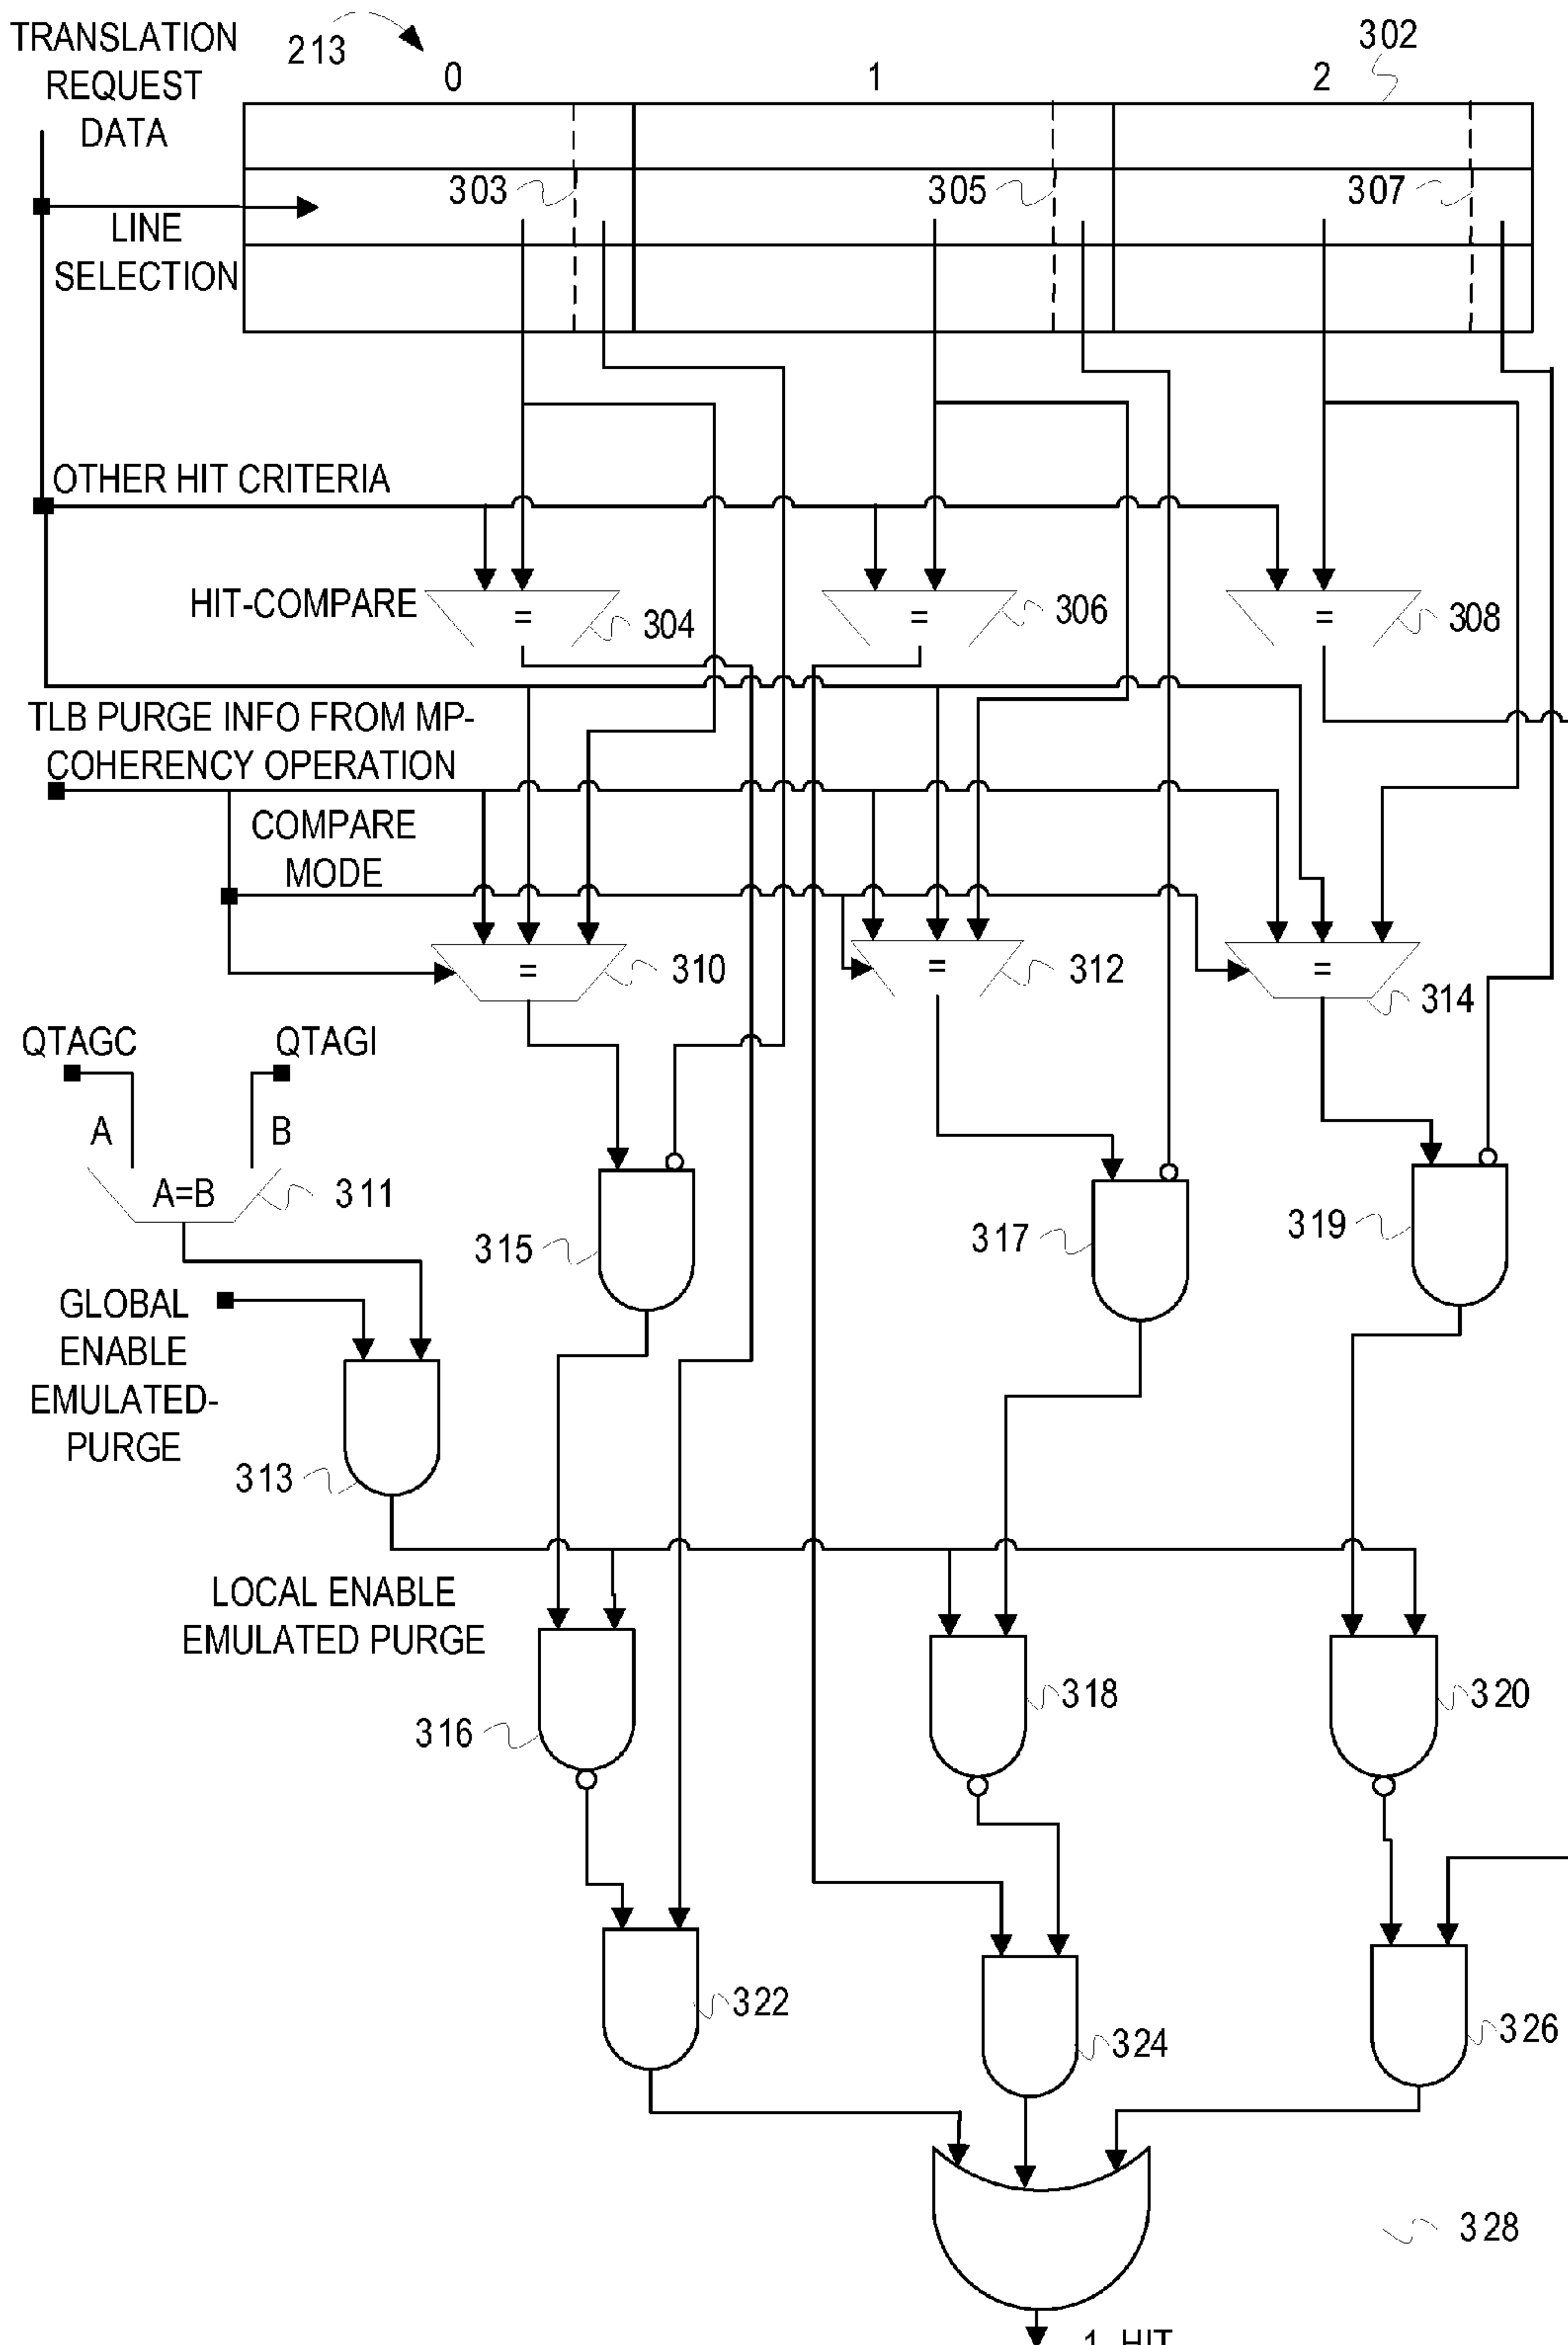 TRANSLATION
REQUEST
DATA
213
302
0
1
2
303
305
307
LINE
SELECTION
OTHER HIT CRITERIA
HIT-COMPARE
=
304
=
306
=
308
TLB PURGE INFO FROM MP-
COHERENCY OPERATION
COMPARE
MODE
=
310
=
312
=
314
QTAGC
QTAGI
A
B
A=B
311
315
317
319
GLOBAL
ENABLE
EMULATED-
PURGE
313
LOCAL ENABLE
EMULATED PURGE
316
318
320
322
324
326
328
1, HIT